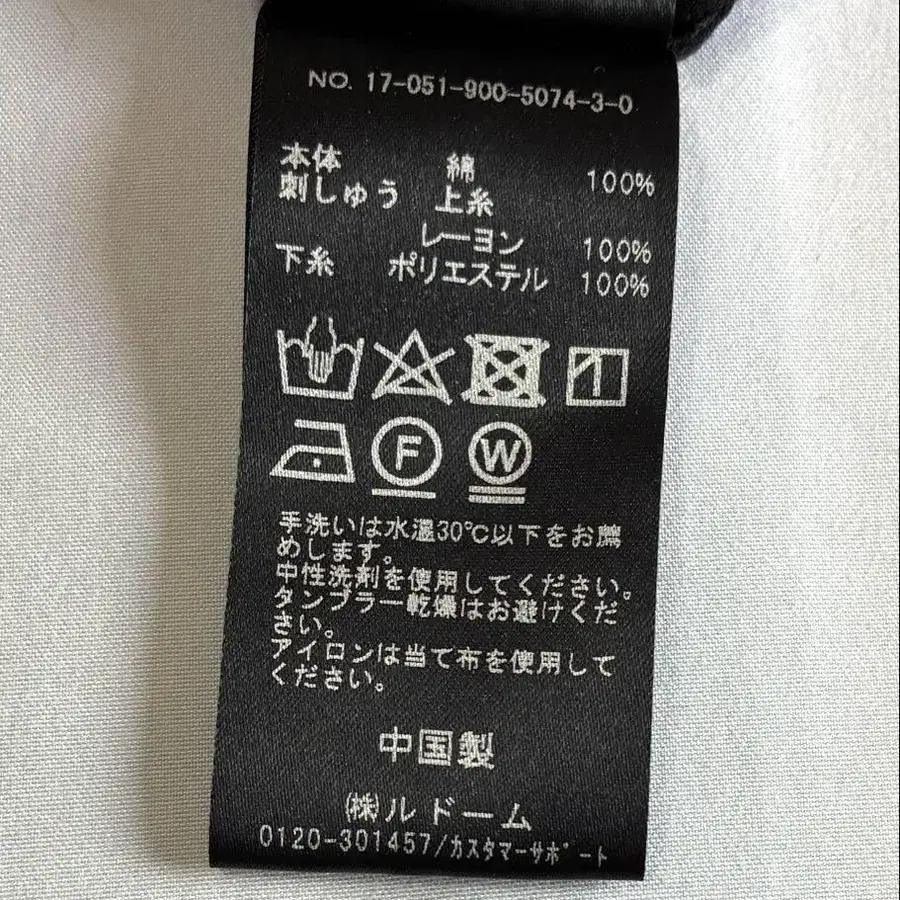 NO. 17-051-900-5074-3-0
本体 綿 100%
刺しゅう 上糸
レーヨン 100%
下糸 ポリエステル 100%
F W
手洗いは水温30℃以下をお薦
めします。
中性洗剤を使用してください。
タンブラー乾燥はお避けくだ
さい。
アイロンは当て布を使用して
ください。
中国製
㈱ルドーム
0120-301457/カスタマーサポート